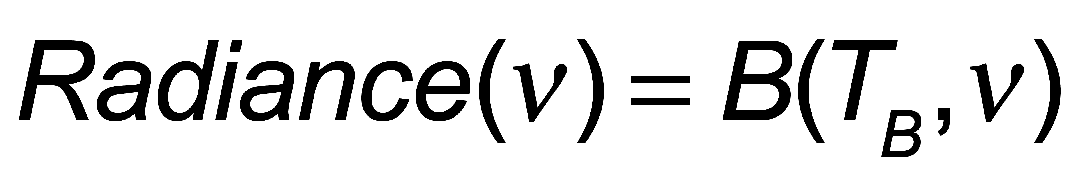 Radiance(ν) = B(T_B, ν)